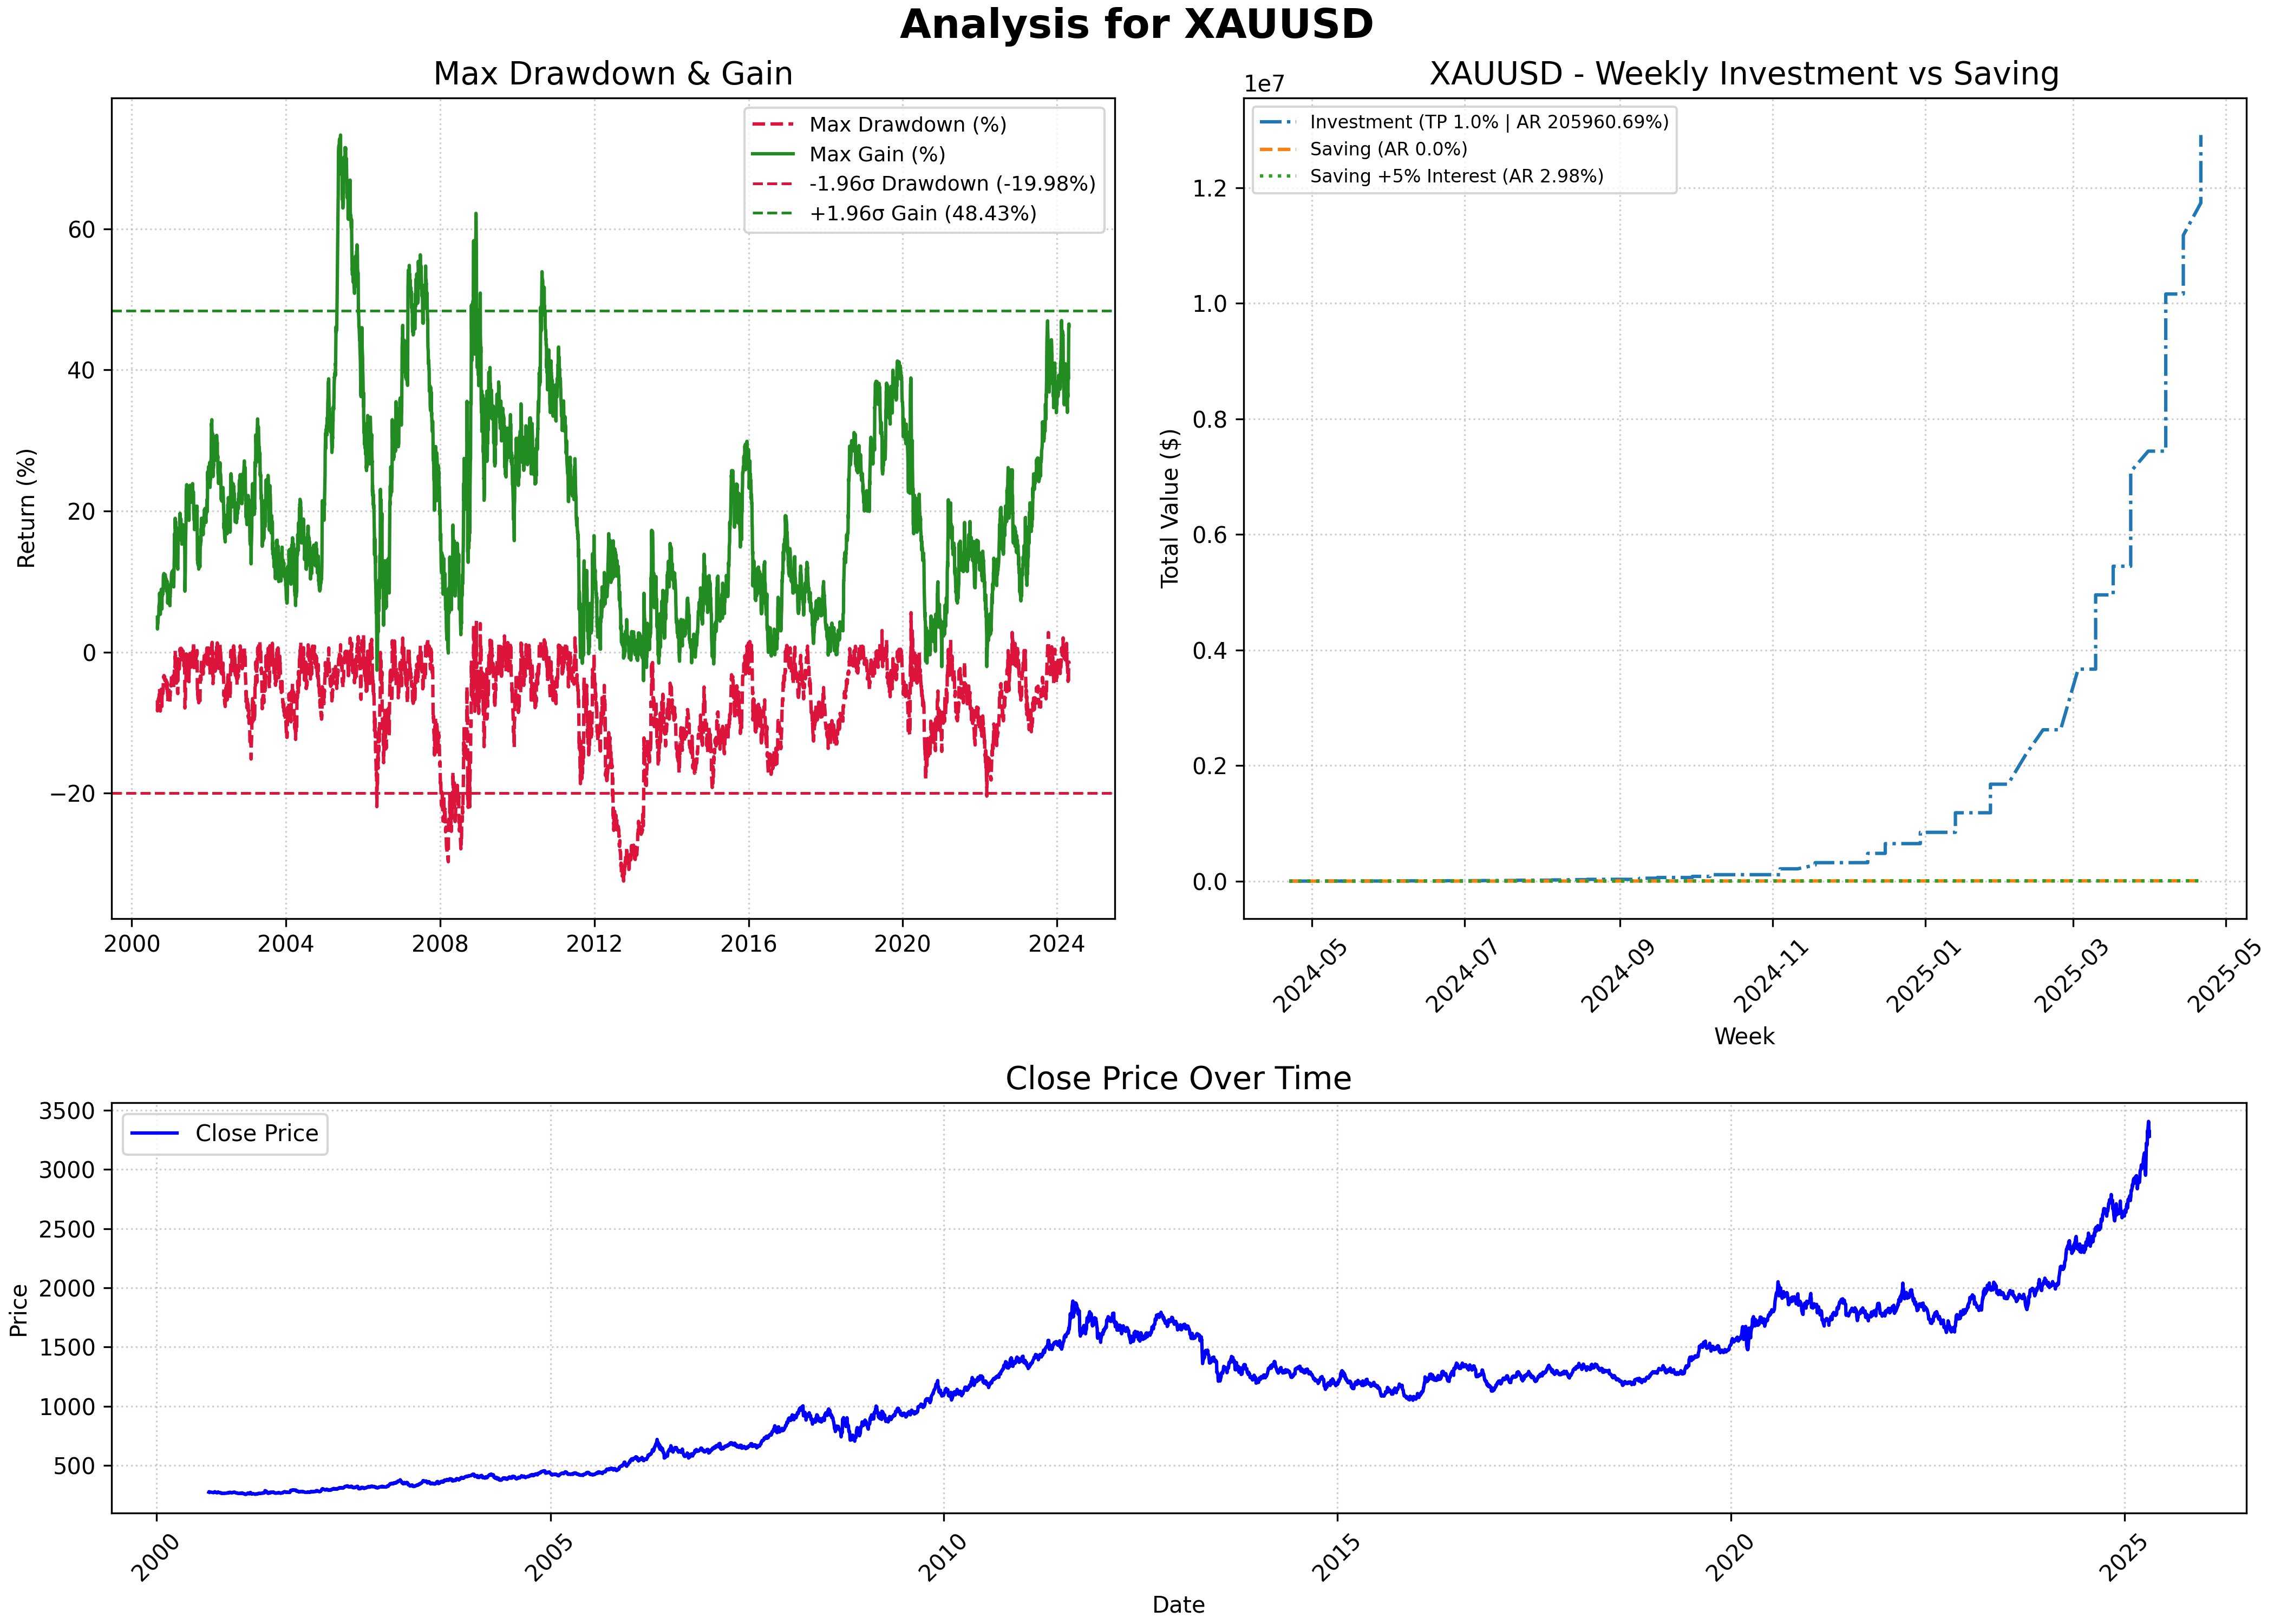 Analysis for XAUUSD
Max Drawdown & Gain
Return (%)
60
40
20
0
−20
2000 2004 2008 2012 2016 2020 2024
Max Drawdown (%)
Max Gain (%)
-1.96σ Drawdown (-19.98%)
+1.96σ Gain (48.43%)
XAUUSD - Weekly Investment vs Saving
1e7
Total Value ($)
1.2
1.0
0.8
0.6
0.4
0.2
0.0
Investment (TP 1.0% | AR 205960.69%)
Saving (AR 0.0%)
Saving +5% Interest (AR 2.98%)
2024-05 2024-07 2024-09 2024-11 2025-01 2025-03 2025-05
Week
Close Price Over Time
Price
3500
3000
2500
2000
1500
1000
500
Close Price
2000 2005 2010 2015 2020 2025
Date